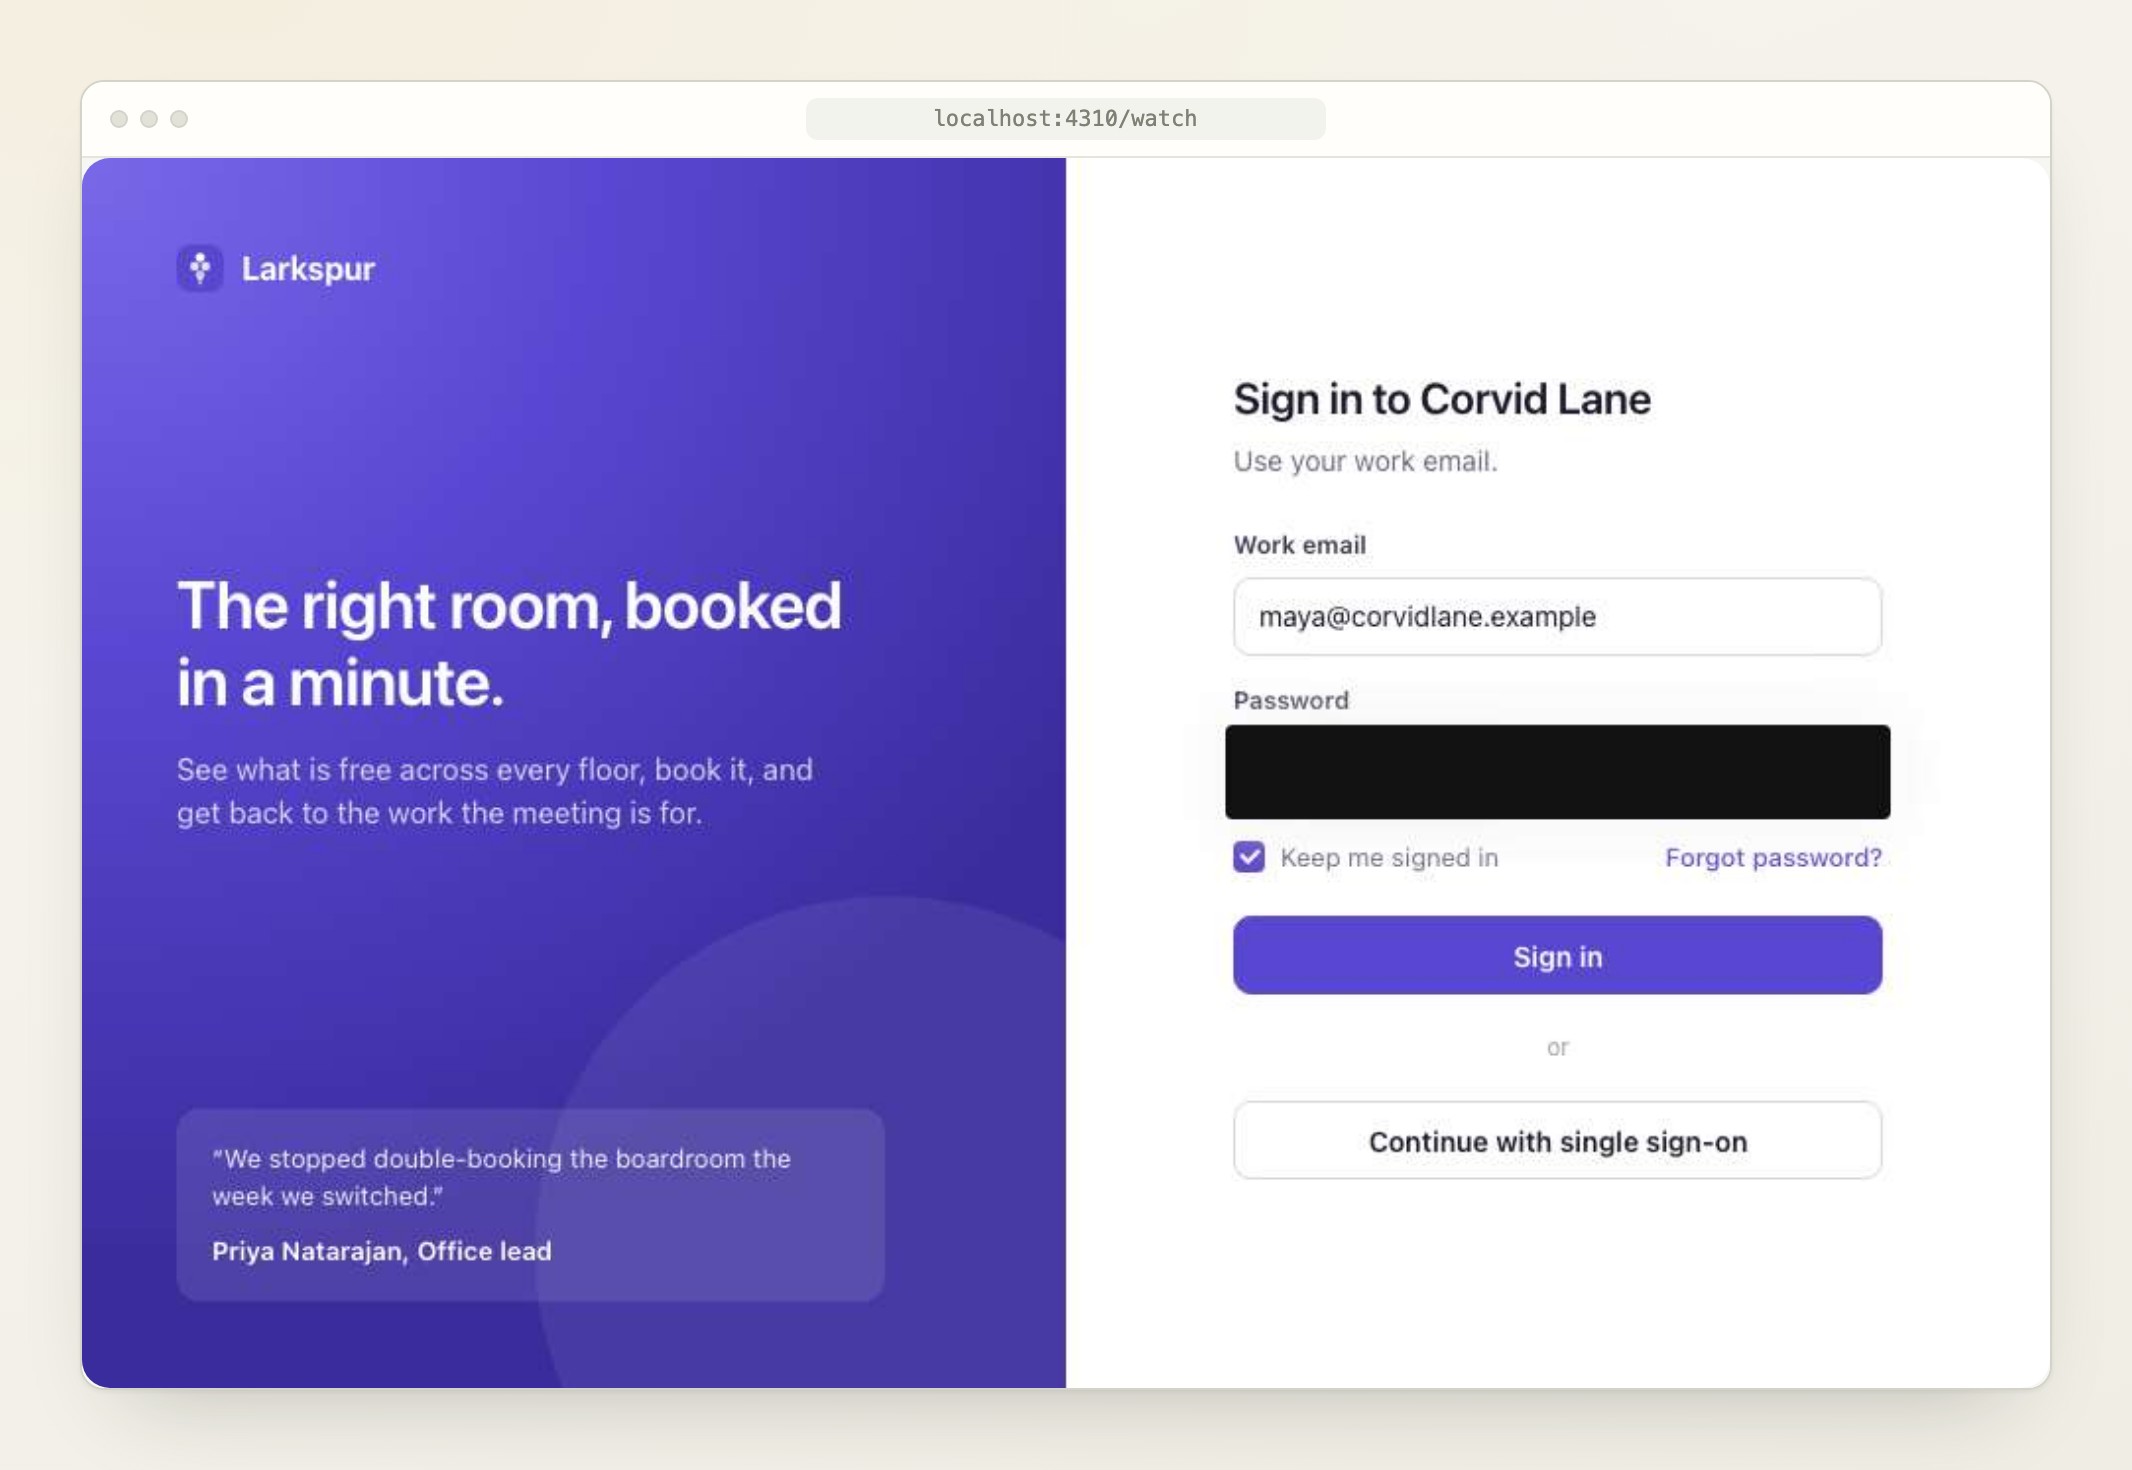 localhost:4310/watch
Larkspur
The right room, booked
in a minute.
See what is free across every floor, book it, and
get back to the work the meeting is for.
"We stopped double-booking the boardroom the
week we switched."
Priya Natarajan, Office lead
Sign in to Corvid Lane
Use your work email.
Work email
maya@corvidlane.example
Password
Keep me signed in
Forgot password?
Sign in
or
Continue with single sign-on